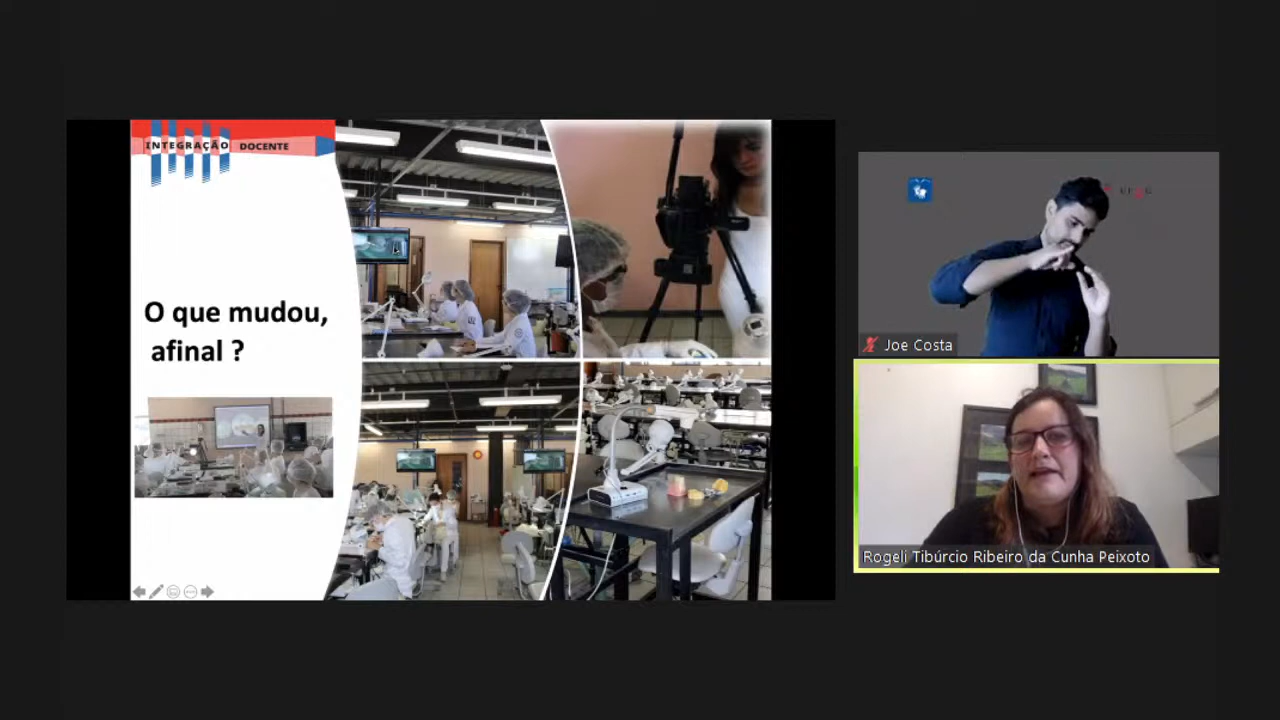 INTEGRAÇÃO DOCENTE
O que mudou,
afinal ?
Joe Costa
Rogeli Tibúrcio Ribeiro da Cunha Peixoto